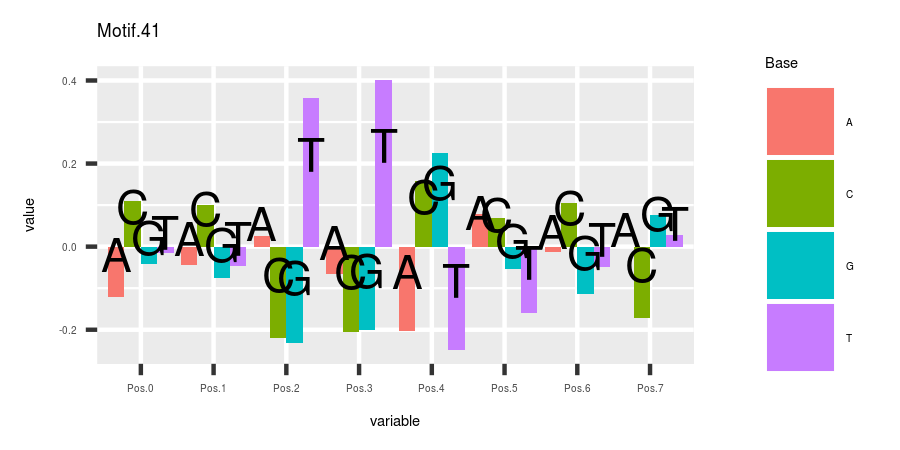 Motif.41
Base
0.4
0.2
0.0
-0.2
value
A C G T A C G T A C G T A C G T A C G T A C G T A C G T A C G T
A
C
G
T
Pos.0 Pos.1 Pos.2 Pos.3 Pos.4 Pos.5 Pos.6 Pos.7
variable